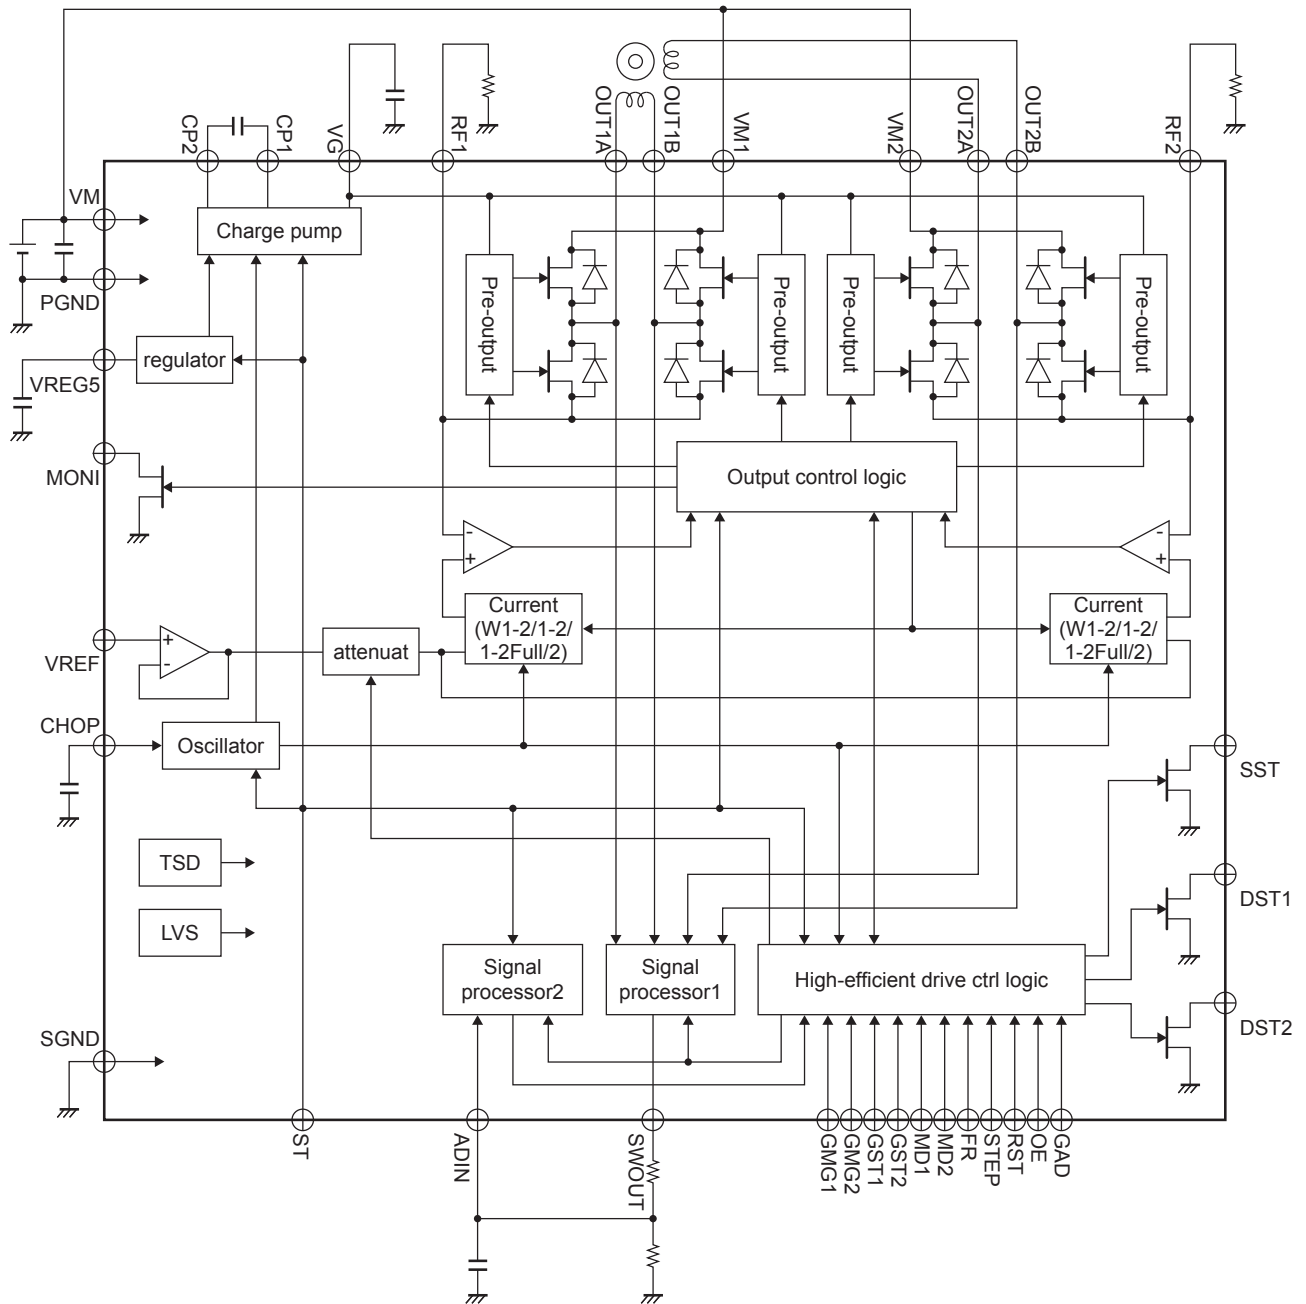 CP2
CP1
VG
RF1
OUT1A
OUT1B
VM1
VM2
OUT2A
OUT2B
RF2
VM
Charge pump
PGND
Pre-output
Pre-output
Pre-output
Pre-output
regulator
VREG5
MONI
Output control logic
-
+
-
+
Current
(W1-2/1-2/
1-2Full/2)
Current
(W1-2/1-2/
1-2Full/2)
+
-
VREF
attenuat
CHOP
Oscillator
SST
TSD
LVS
DST1
Signal
processor2
Signal
processor1
High-efficient drive ctrl logic
DST2
SGND
ST
ADIN
SWOUT
GMG1
GMG2
GST1
GST2
MD1
MD2
FR
STEP
RST
OE
GAD